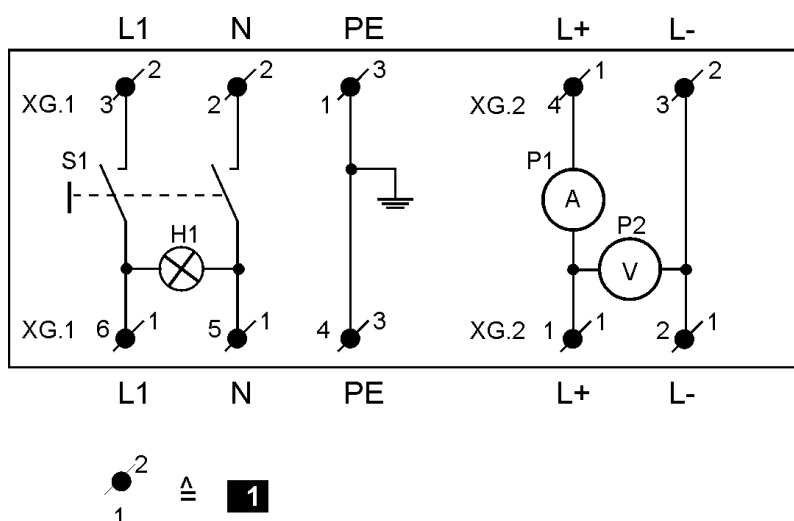 L1 N PE L+ L-
2 2 3 1 2
XG.1 3 2 1 XG.2 4 3
S1 P1
A
H1 P2
V
XG.1 6 1 5 1 4 3 XG.2 1 1 2 1
L1 N PE L+ L-
2
≙ 1
1